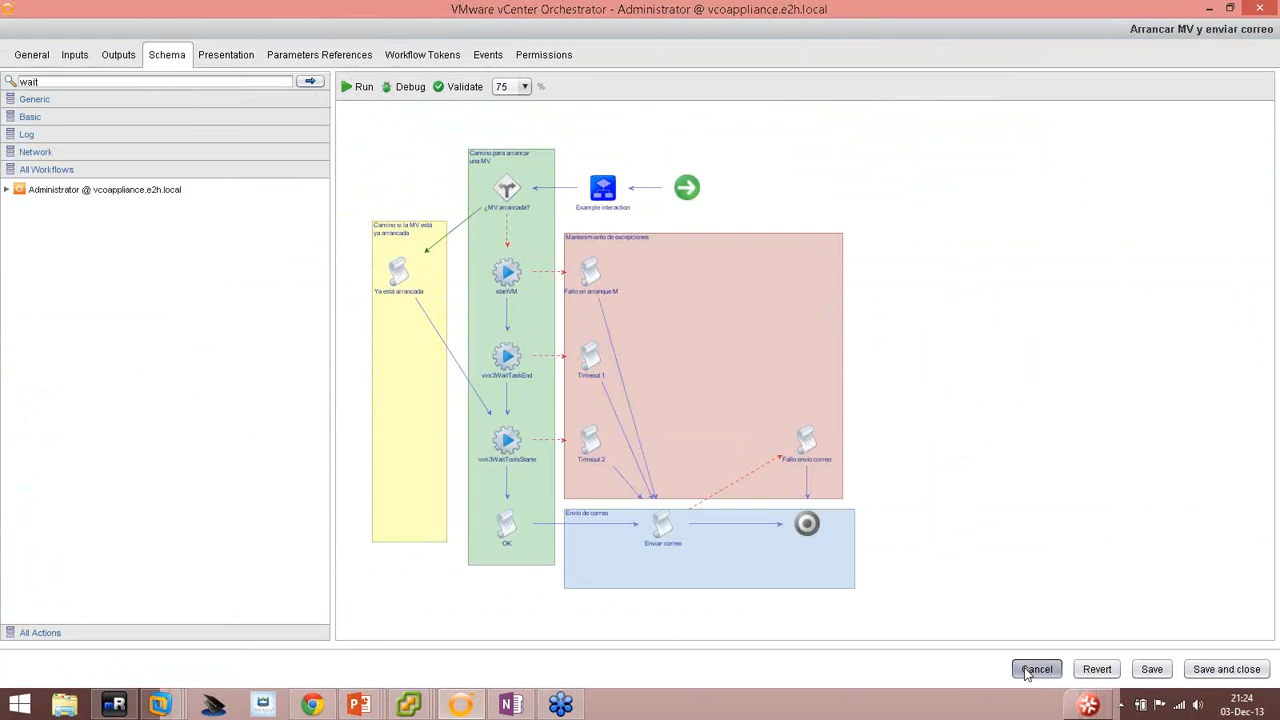 VMware vCenter Orchestrator - Administrator @ vcoappliance.e2h.local
Arrancar MV y enviar correo
General Inputs Outputs Schema Presentation Parameters References Workflow Tokens Events Permissions
wait
Run Debug Validate 75 %
Generic
Basic
Log
Network
All Workflows
Administrator @ vcoappliance.e2h.local
Camino para arrancar
una MV
¿MV arrancada?
Example interaction
Camino si la MV está
ya arrancada
Mantenimiento de excepciones
Ya está arrancada
startVM
Fallo en arranque M
vim3WaitTaskEnd
Timeout 1
vim3WaitToolsStarte
Timeout 2
Fallo envío correo
Envío de correo
OK
Enviar correo
All Actions
Cancel Revert Save Save and close
21:24
03-Dec-13